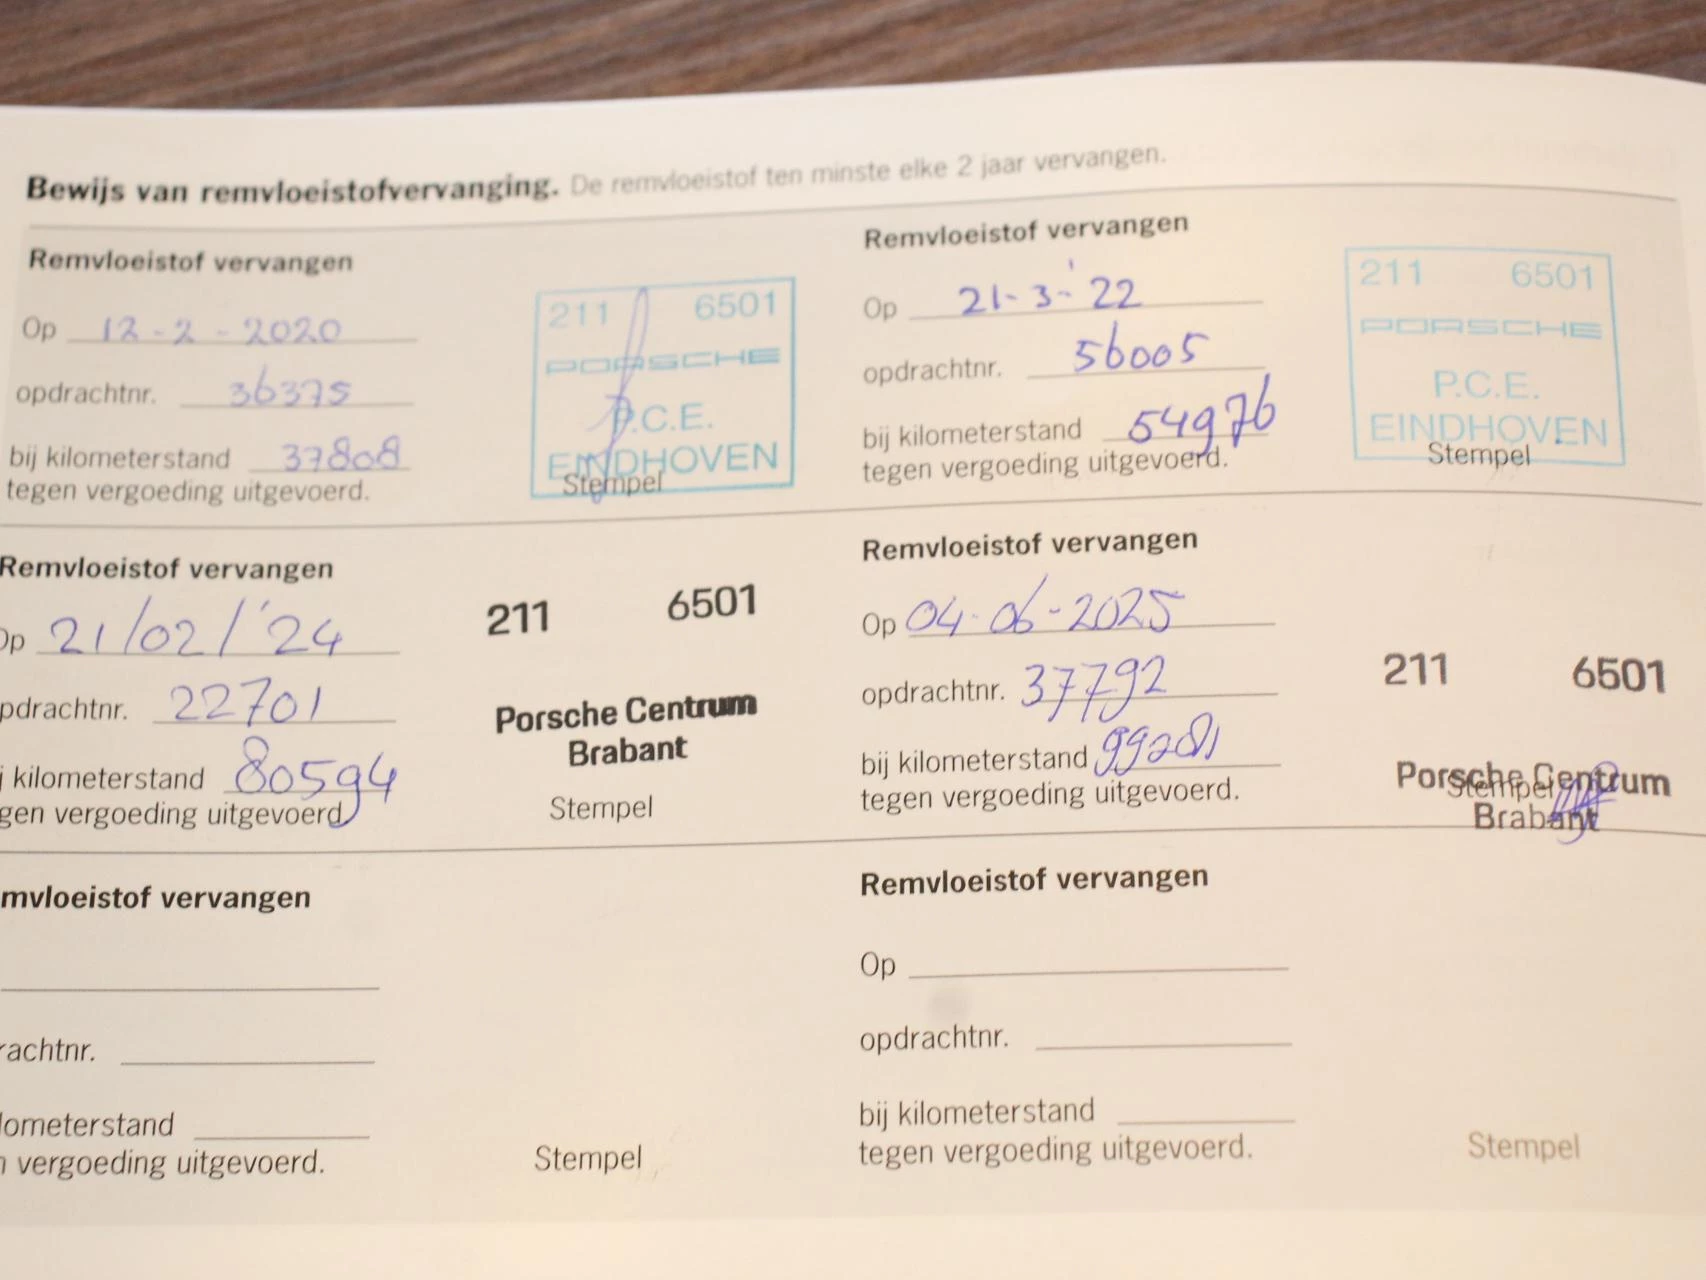 Bewijs van remvloeistofvervanging. De remvloeistof ten minste elke 2 jaar vervangen.
Remvloeistof vervangen
Op 12-2-2020
opdrachtnr. 36375
bij kilometerstand 37808
tegen vergoeding uitgevoerd.
211 6501
PORSCHE
P.C.E.
EINDHOVEN
Stempel
Remvloeistof vervangen
Op 21-3-'22
opdrachtnr. 56005
bij kilometerstand 54976
tegen vergoeding uitgevoerd.
211 6501
PORSCHE
P.C.E.
EINDHOVEN
Stempel
Remvloeistof vervangen
Op 21/02/'24
pdrachtnr. 22701
j kilometerstand 80594
gen vergoeding uitgevoerd
211 6501
Porsche Centrum
Brabant
Stempel
Remvloeistof vervangen
Op 04-06-2025
opdrachtnr. 37792
bij kilometerstand 99281
tegen vergoeding uitgevoerd.
211 6501
Porsche Centrum
Stempel
Brabant
mvloeistof vervangen
rachtnr.
lometerstand
n vergoeding uitgevoerd.
Stempel
Remvloeistof vervangen
Op
opdrachtnr.
bij kilometerstand
tegen vergoeding uitgevoerd.
Stempel